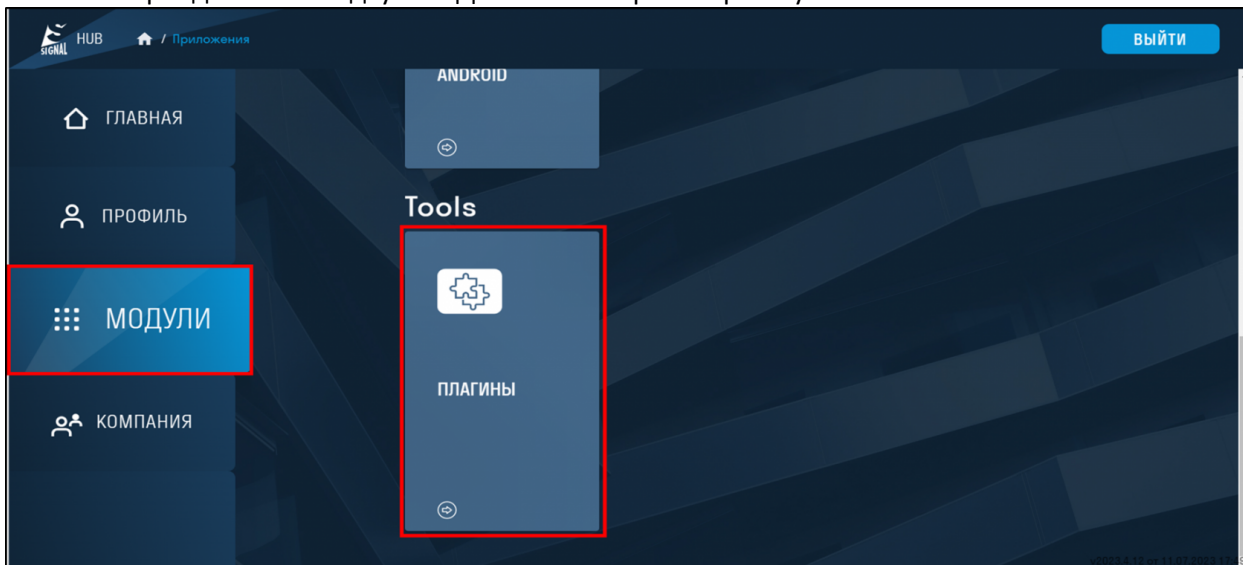 SIGNAL HUB / Приложения
ВЫЙТИ
ANDROID
ГЛАВНАЯ
ПРОФИЛЬ
Tools
МОДУЛИ
ПЛАГИНЫ
КОМПАНИЯ